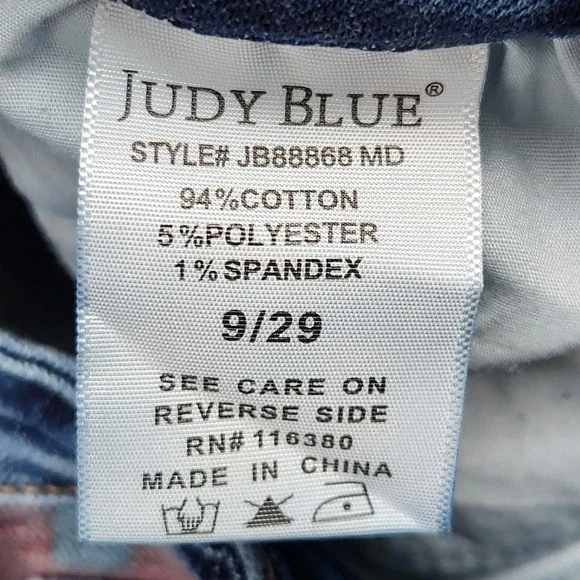 JUDY BLUE®
STYLE# JB88868 MD
94%COTTON
5%POLYESTER
1%SPANDEX
9/29
SEE CARE ON
REVERSE SIDE
RN# 116380
MADE IN CHINA